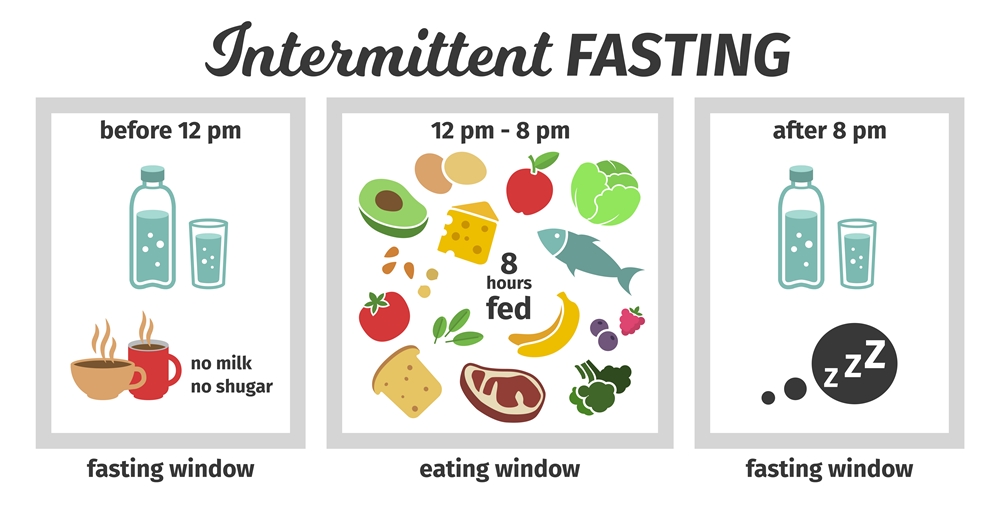 Intermittent FASTING
before 12 pm
no milk
no shugar
fasting window
12 pm - 8 pm
8
hours
fed
eating window
after 8 pm
z z Z
fasting window